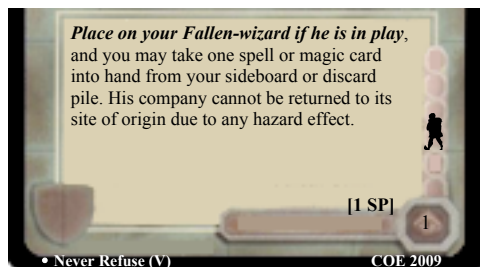 Place on your Fallen-wizard if he is in play,
and you may take one spell or magic card
into hand from your sideboard or discard
pile. His company cannot be returned to its
site of origin due to any hazard effect.
[1 SP]
1
• Never Refuse (V) COE 2009